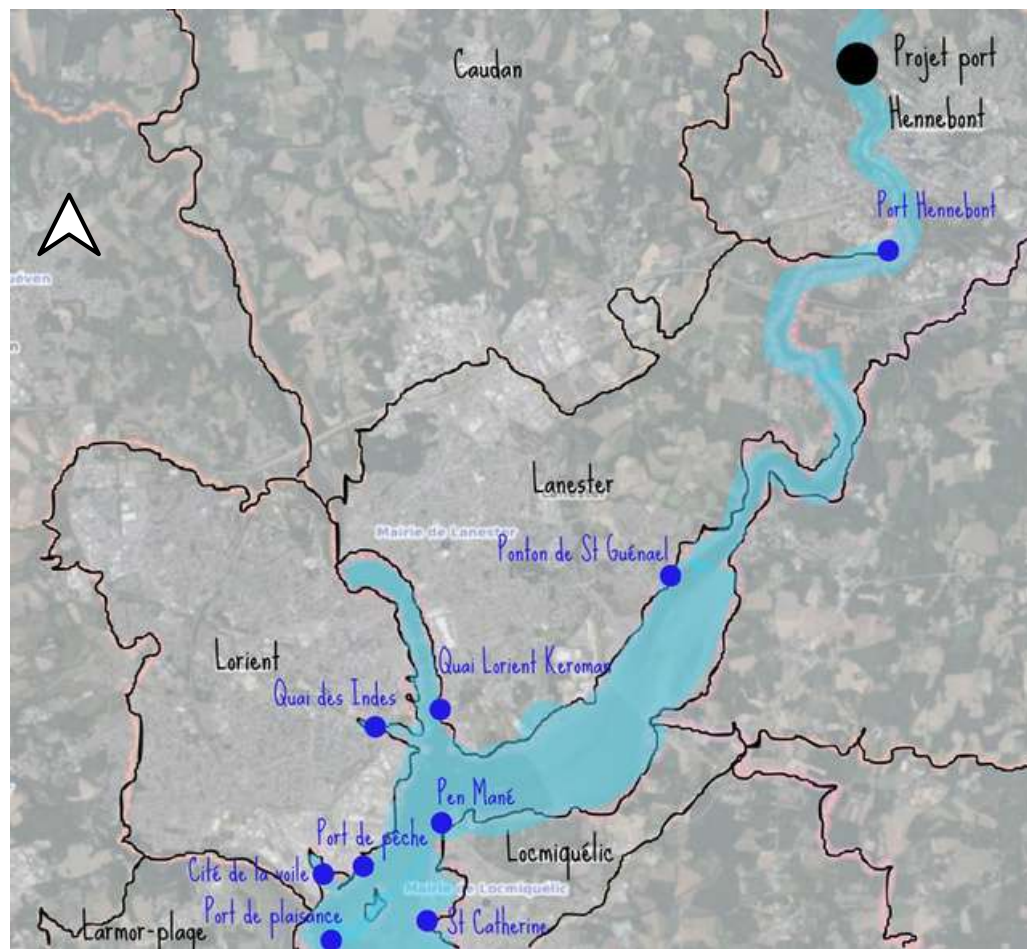 Caudan
Projet port
Hennebont
Port Hennebont
Lanester
Mairie de Lanester
Ponton de St Guénael
Lorient
Quai Lorient Keroman
Quai des Indes
Pen Mané
Port de pêche
Locmiquélic
Cité de la voile
Mairie de Locmiquélic
Port de plaisance
St Catherine
Larmor-plage